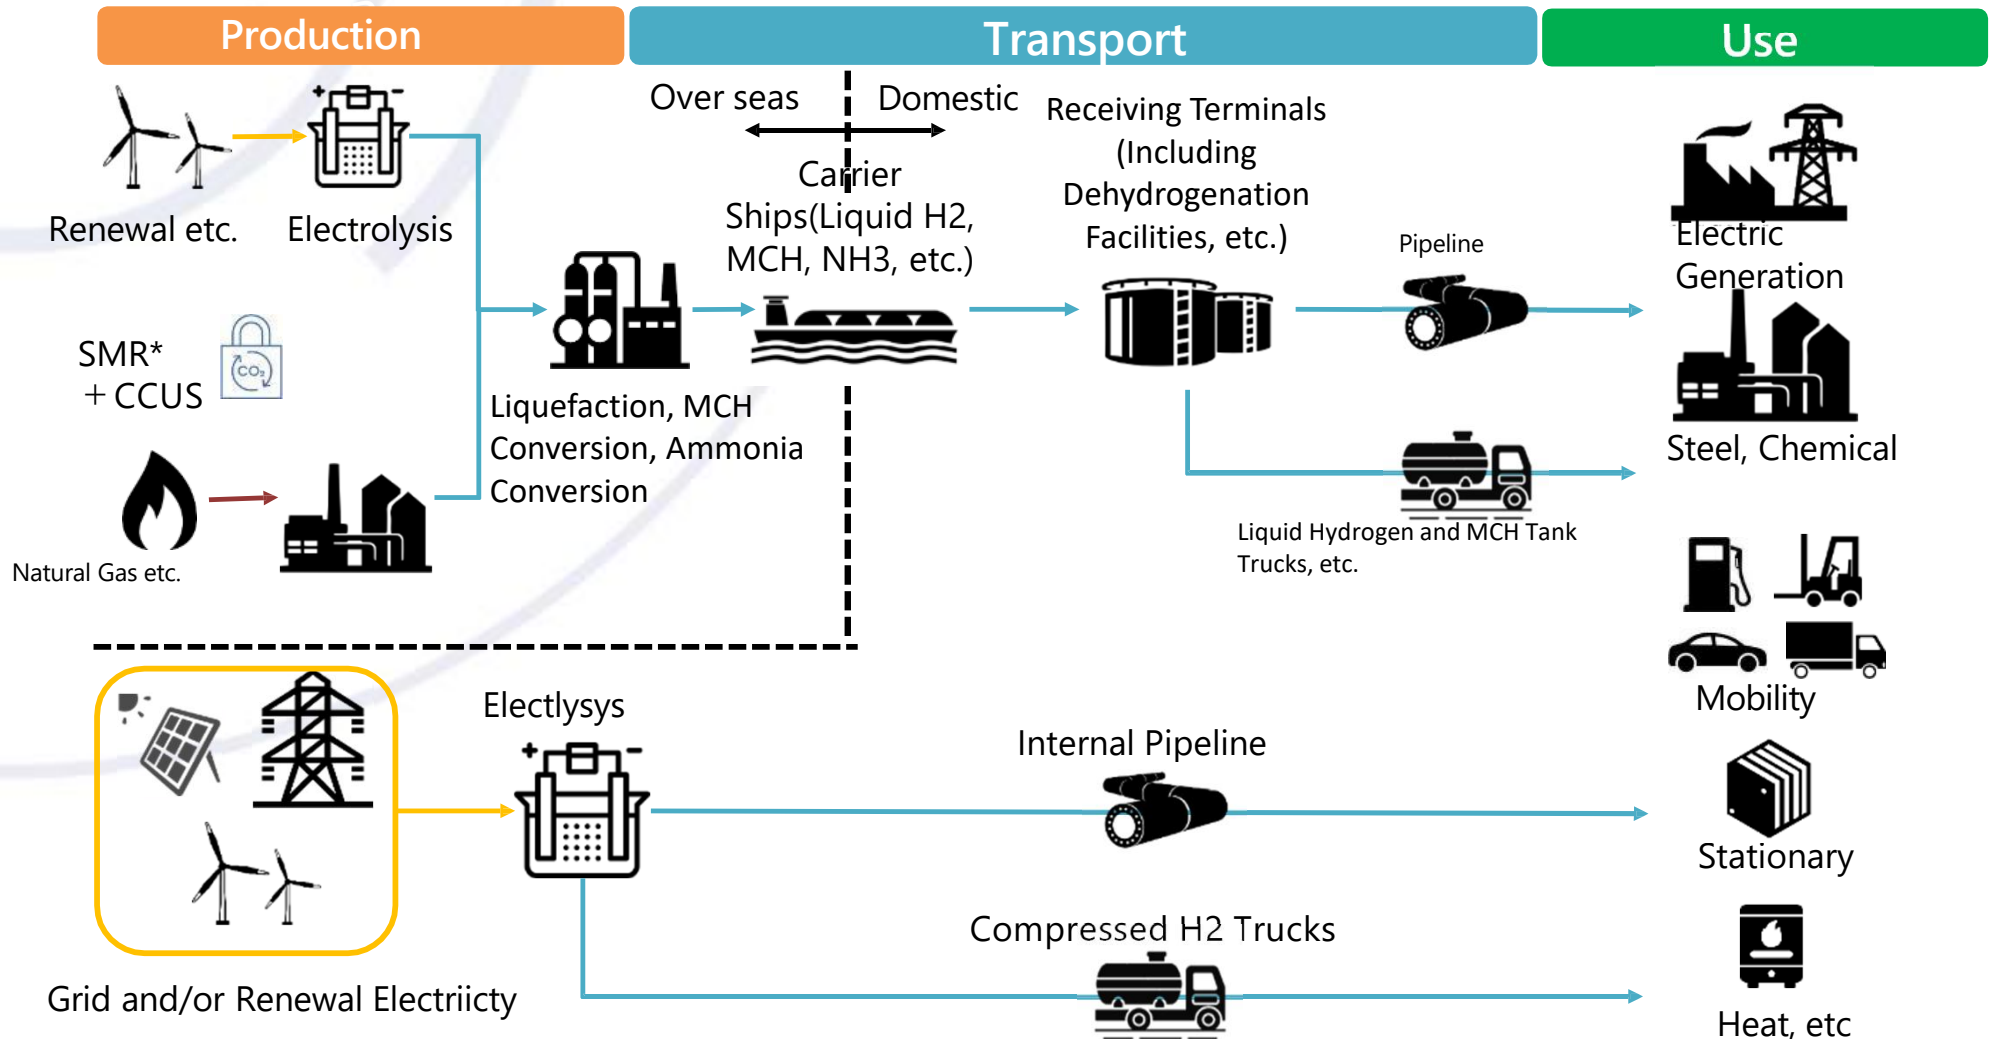 Production
Transport
Use
Over seas
Domestic
Renewal etc.
Electrolysis
Carrier
Ships(Liquid H2,
MCH, NH3, etc.)
Receiving Terminals
(Including
Dehydrogenation
Facilities, etc.)
Pipeline
Electric
Generation
SMR*
+CCUS
CO2
Liquefaction, MCH
Conversion, Ammonia
Conversion
Natural Gas etc.
Steel, Chemical
Liquid Hydrogen and MCH Tank
Trucks, etc.
Mobility
Electlysys
+ −
Internal Pipeline
Stationary
Compressed H2 Trucks
Grid and/or Renewal Electriicty
Heat, etc